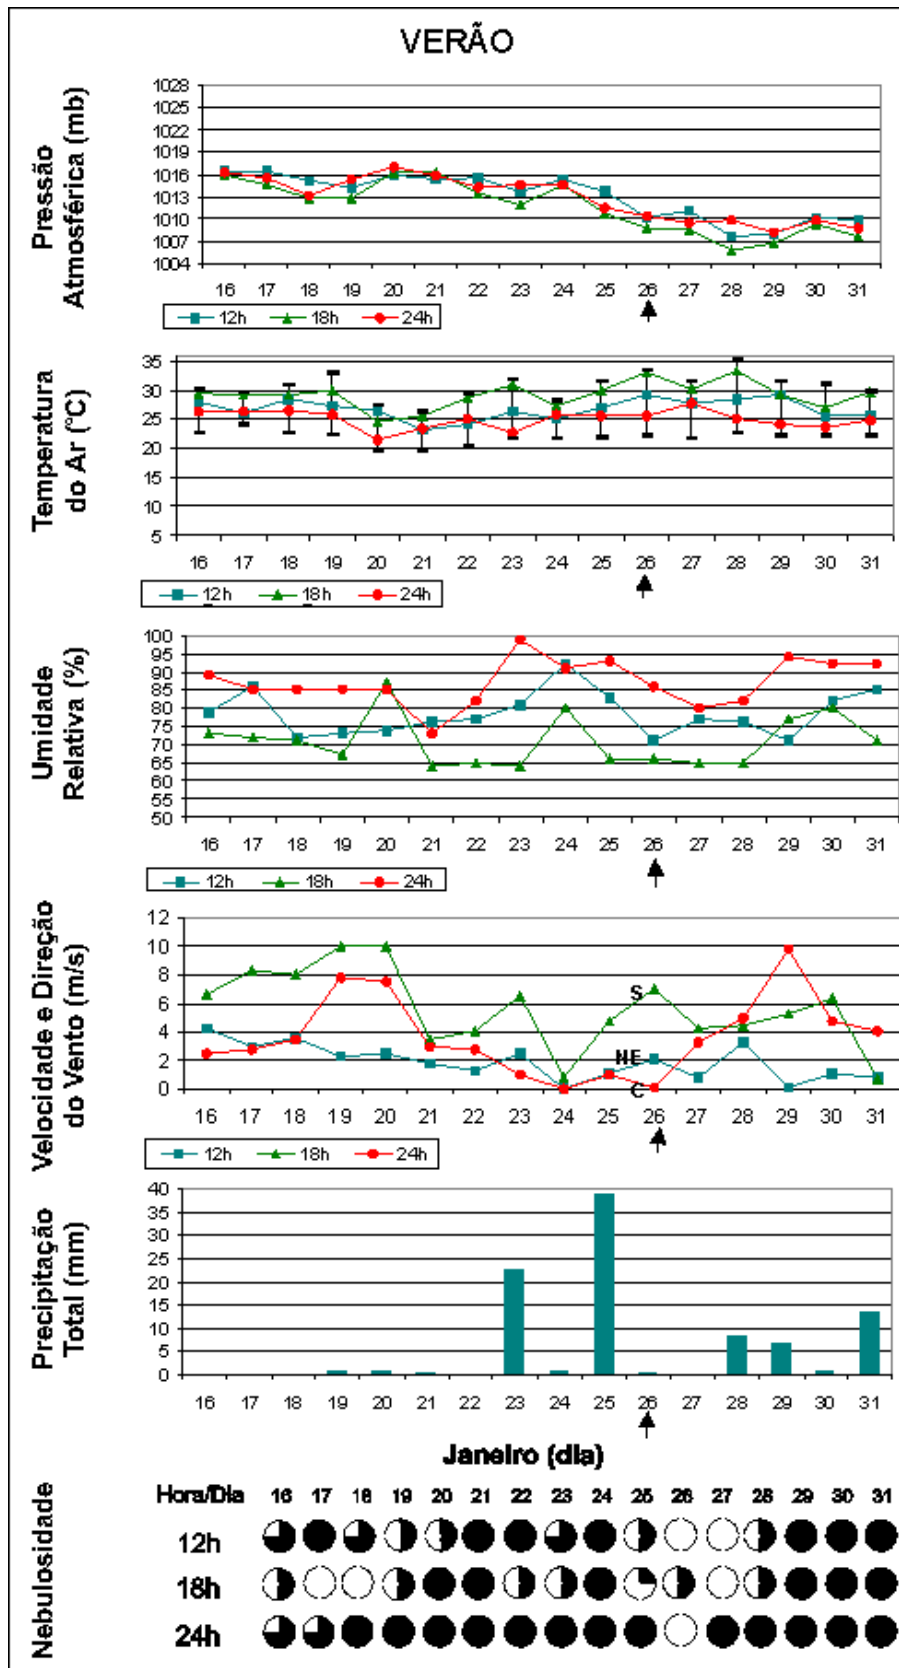 VERÃO
Pressão
Atmosférica (mb)
1028
1025
1022
1019
1016
1013
1010
1007
1004
16 17 18 19 20 21 22 23 24 25 26 27 28 29 30 31
12h 18h 24h
Temperatura
do Ar (°C)
35
30
25
20
15
10
5
16 17 18 19 20 21 22 23 24 25 26 27 28 29 30 31
12h 18h 24h
Umidade
Relativa (%)
100
95
90
85
80
75
70
65
60
55
50
16 17 18 19 20 21 22 23 24 25 26 27 28 29 30 31
12h 18h 24h
Velocidade e Direção
do Vento (m/s)
12
10
8
6
4
2
0
S
NE
C
16 17 18 19 20 21 22 23 24 25 26 27 28 29 30 31
12h 18h 24h
Precipitação
Total (mm)
40
35
30
25
20
15
10
5
0
16 17 18 19 20 21 22 23 24 25 26 27 28 29 30 31
Janeiro (dia)
Nebulosidade
Hora/Dia 16 17 18 19 20 21 22 23 24 25 26 27 28 29 30 31
12h
18h
24h